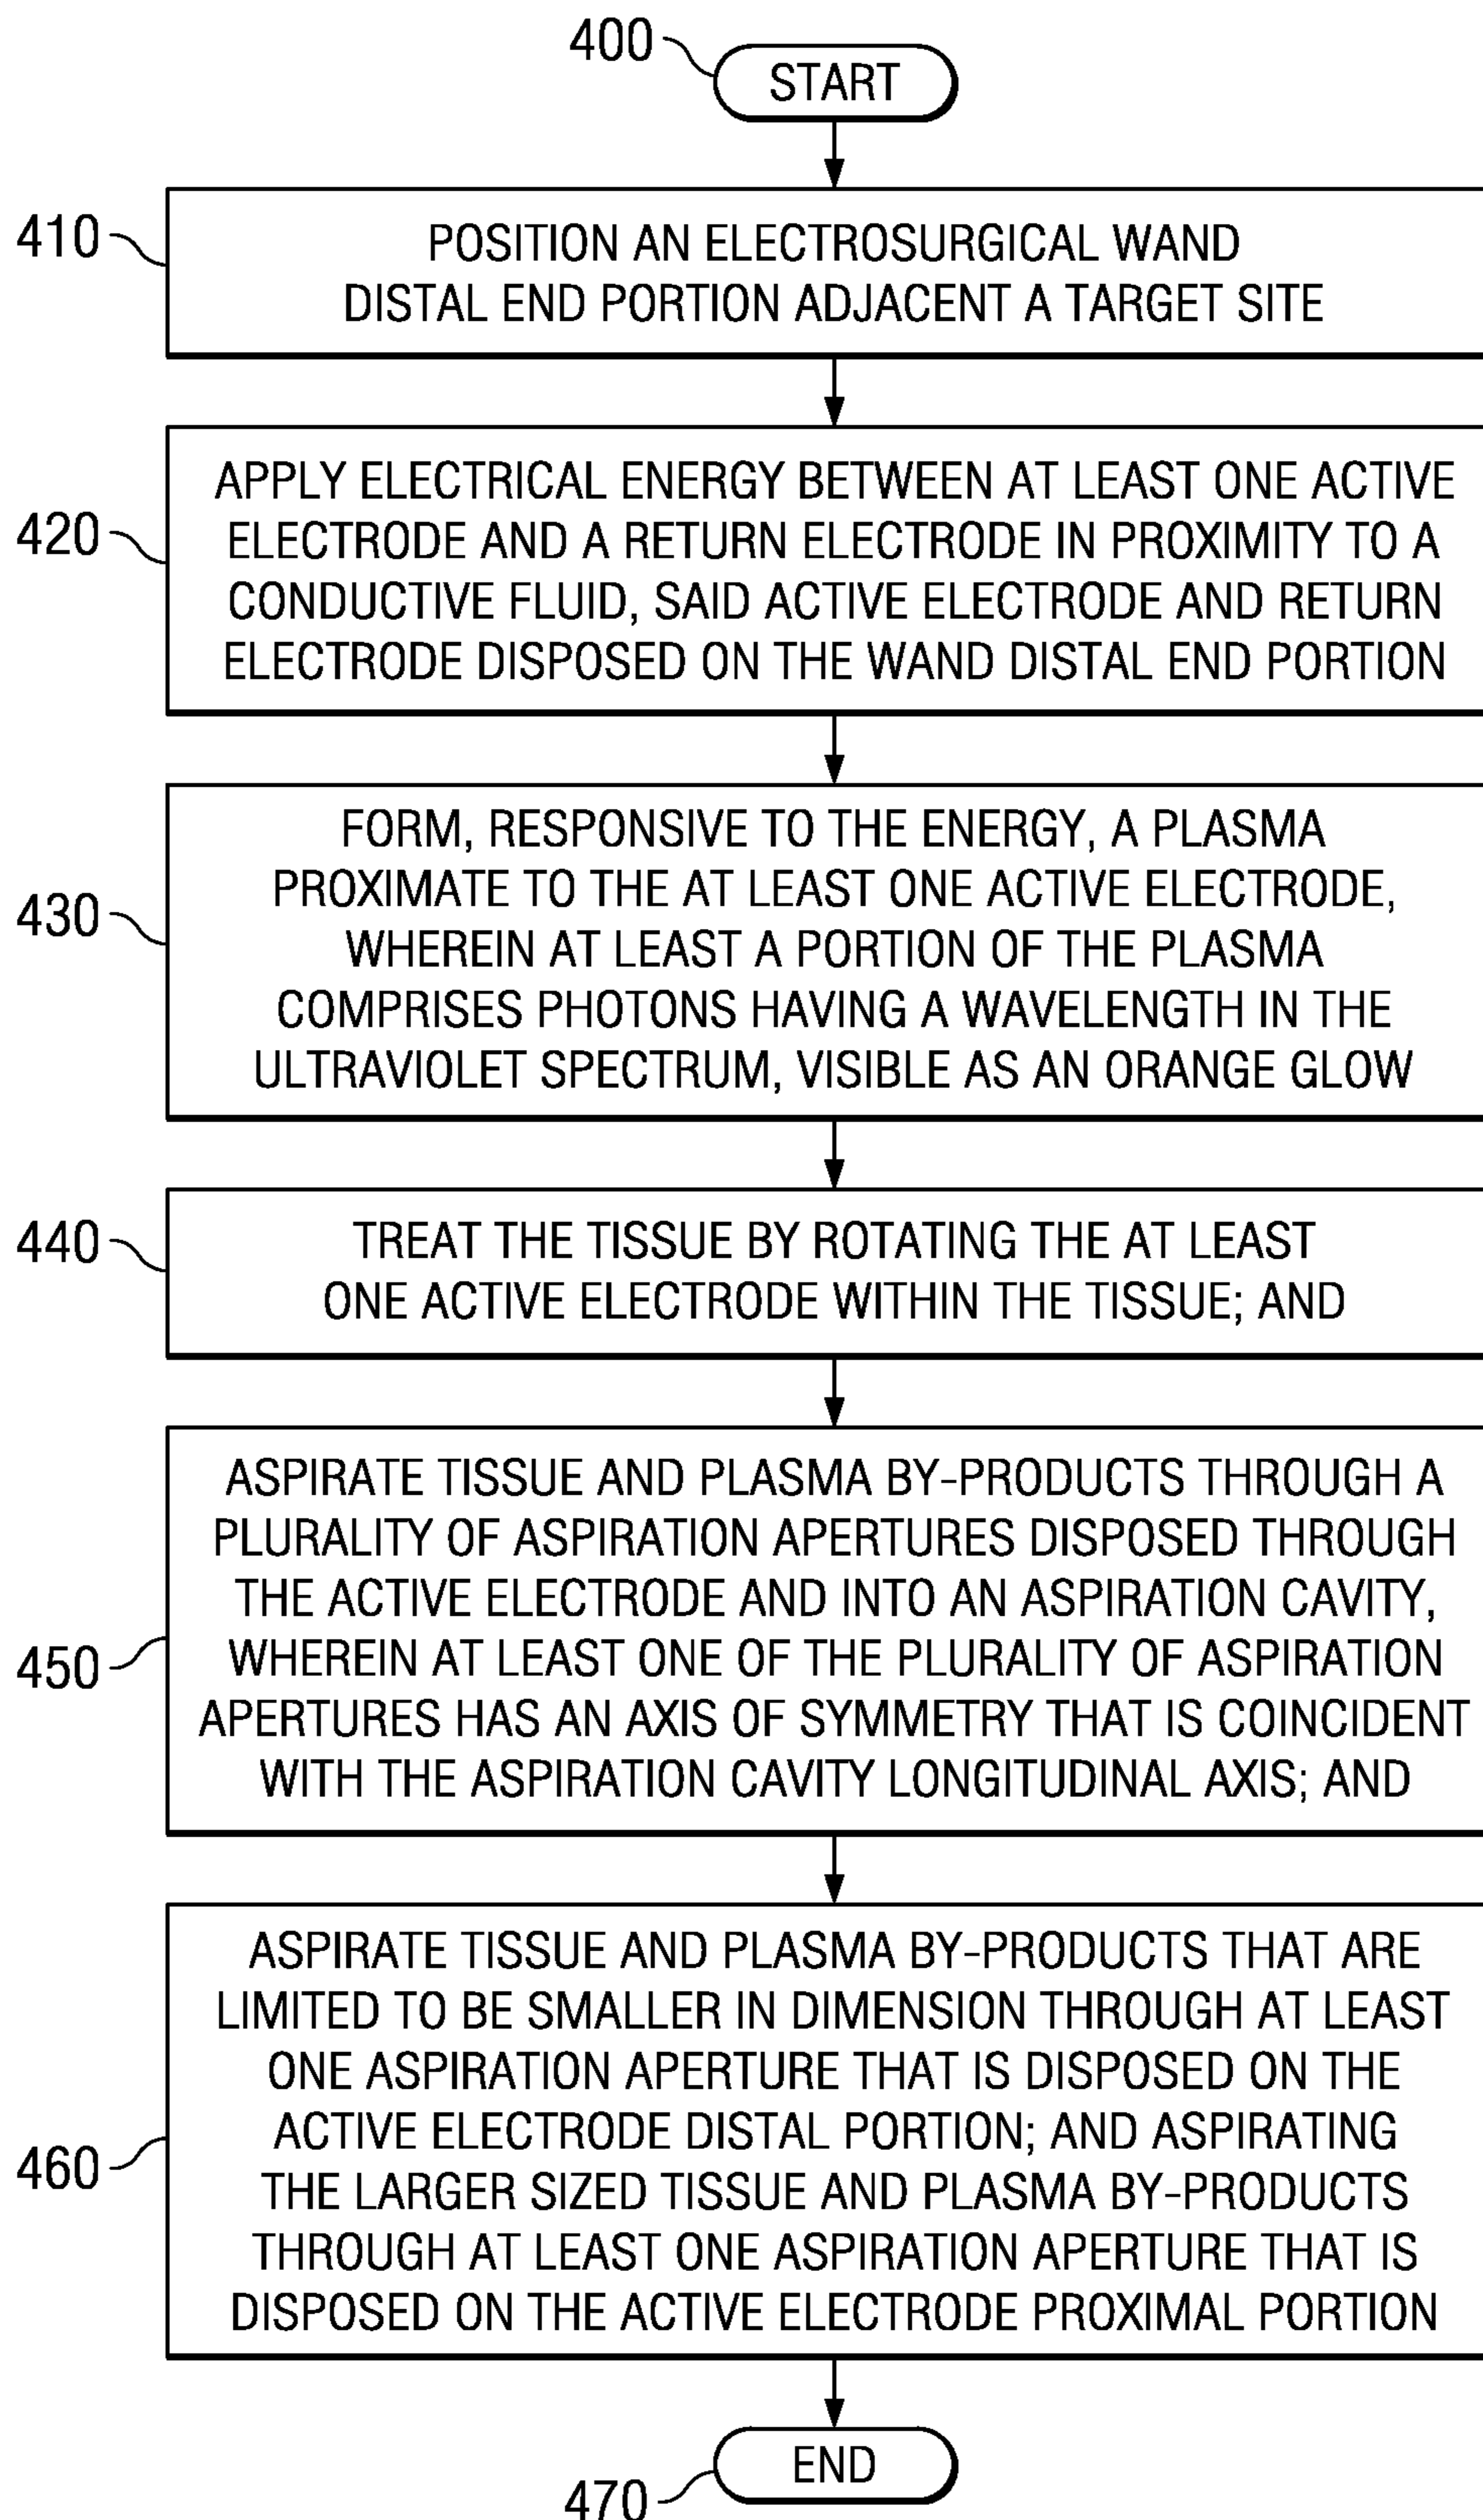 400
START
410
POSITION AN ELECTROSURGICAL WAND
DISTAL END PORTION ADJACENT A TARGET SITE
420
APPLY ELECTRICAL ENERGY BETWEEN AT LEAST ONE ACTIVE
ELECTRODE AND A RETURN ELECTRODE IN PROXIMITY TO A
CONDUCTIVE FLUID, SAID ACTIVE ELECTRODE AND RETURN
ELECTRODE DISPOSED ON THE WAND DISTAL END PORTION
430
FORM, RESPONSIVE TO THE ENERGY, A PLASMA
PROXIMATE TO THE AT LEAST ONE ACTIVE ELECTRODE,
WHEREIN AT LEAST A PORTION OF THE PLASMA
COMPRISES PHOTONS HAVING A WAVELENGTH IN THE
ULTRAVIOLET SPECTRUM, VISIBLE AS AN ORANGE GLOW
440
TREAT THE TISSUE BY ROTATING THE AT LEAST
ONE ACTIVE ELECTRODE WITHIN THE TISSUE; AND
450
ASPIRATE TISSUE AND PLASMA BY-PRODUCTS THROUGH A
PLURALITY OF ASPIRATION APERTURES DISPOSED THROUGH
THE ACTIVE ELECTRODE AND INTO AN ASPIRATION CAVITY,
WHEREIN AT LEAST ONE OF THE PLURALITY OF ASPIRATION
APERTURES HAS AN AXIS OF SYMMETRY THAT IS COINCIDENT
WITH THE ASPIRATION CAVITY LONGITUDINAL AXIS; AND
460
ASPIRATE TISSUE AND PLASMA BY-PRODUCTS THAT ARE
LIMITED TO BE SMALLER IN DIMENSION THROUGH AT LEAST
ONE ASPIRATION APERTURE THAT IS DISPOSED ON THE
ACTIVE ELECTRODE DISTAL PORTION; AND ASPIRATING
THE LARGER SIZED TISSUE AND PLASMA BY-PRODUCTS
THROUGH AT LEAST ONE ASPIRATION APERTURE THAT IS
DISPOSED ON THE ACTIVE ELECTRODE PROXIMAL PORTION
END
470